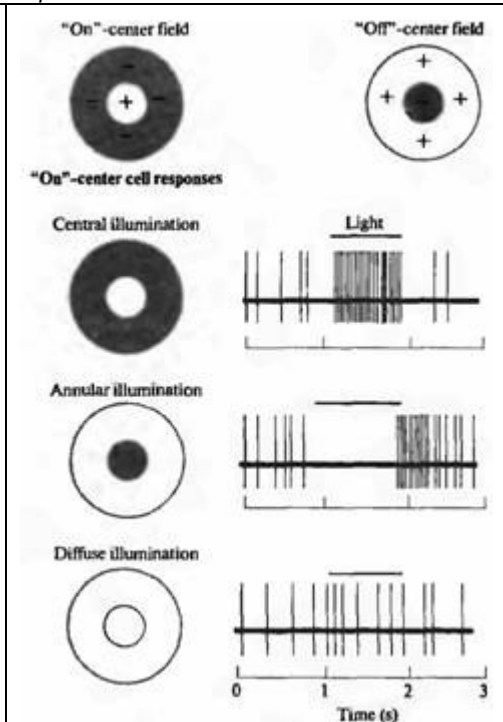 "On"-center field
"Off"-center field
−
− + −
−
+
+ − +
+
"On"-center cell responses
Central illumination
Light
Annular illumination
Diffuse illumination
0 1 2 3
Time (s)